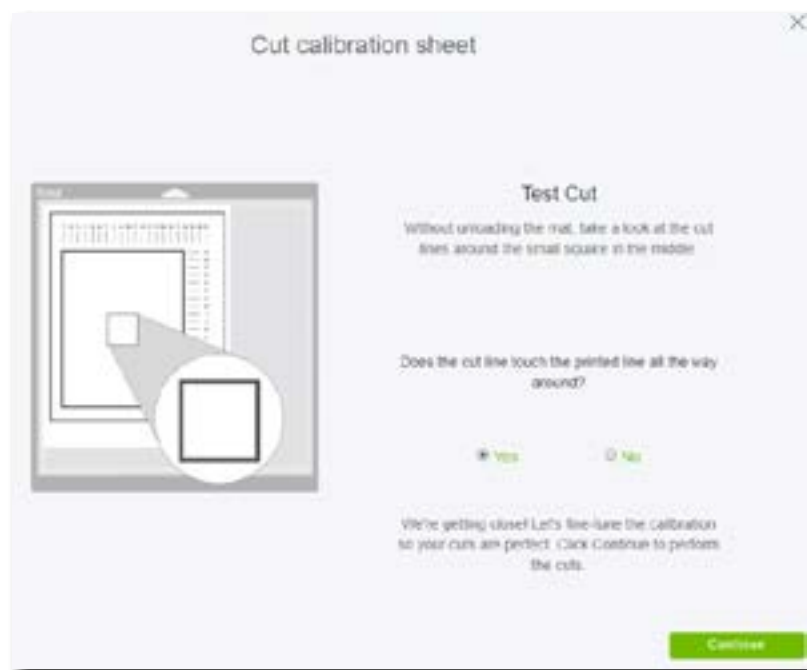 Cut calibration sheet
Test Cut
Without unloading the mat, take a look at the cut
lines around the small square in the middle
Does the cut line touch the printed line all the way
around?
Yes
No
We're getting close! Let's fine-tune the calibration
so your cuts are perfect. Click Continue to perform
the cuts.
Continue